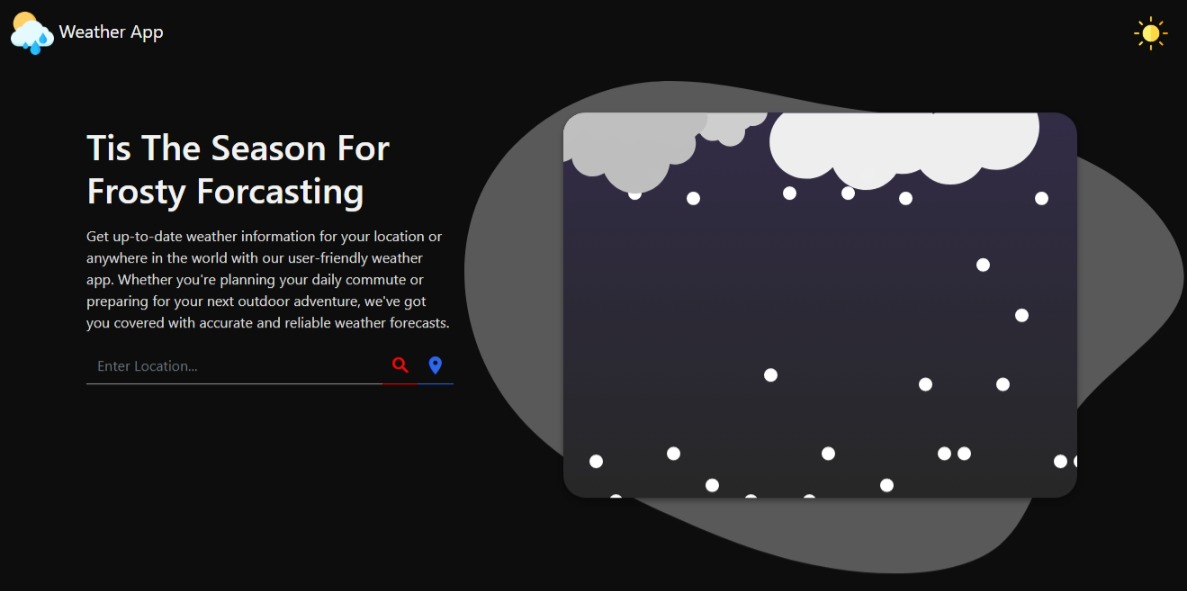 Weather App
Tis The Season For
Frosty Forcasting
Get up-to-date weather information for your location or
anywhere in the world with our user-friendly weather
app. Whether you're planning your daily commute or
preparing for your next outdoor adventure, we've got
you covered with accurate and reliable weather forecasts.
Enter Location...